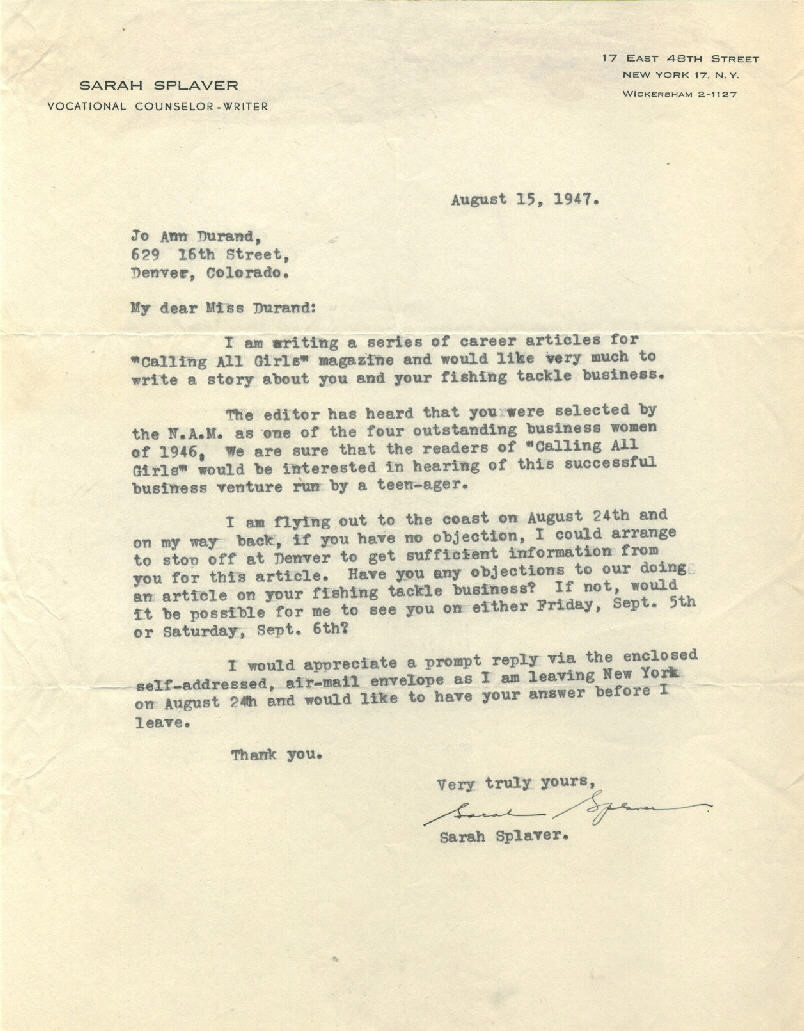 SARAH SPLAVER
VOCATIONAL COUNSELOR-WRITER
17 EAST 48TH STREET
NEW YORK 17, N. Y.
WICKERSHAM 2-1127
August 15, 1947.
Jo Ann Durand,
629 16th Street,
Denver, Colorado.
My dear Miss Durand:
I am writing a series of career articles for
"Calling All Girls" magazine and would like very much to
write a story about you and your fishing tackle business.
The editor has heard that you were selected by
the N.A.M. as one of the four outstanding business women
of 1946, We are sure that the readers of "Calling All
Girls" would be interested in hearing of this successful
business venture run by a teen-ager.
I am flying out to the coast on August 24th and
on my way back, if you have no objection, I could arrange
to stop off at Denver to get sufficient information from
you for this article. Have you any objections to our doing
an article on your fishing tackle business? If not, would
it be possible for me to see you on either Friday, Sept. 5th
or Saturday, Sept. 6th?
I would appreciate a prompt reply via the enclosed
self-addressed, air-mail envelope as I am leaving New York
on August 24th and would like to have your answer before I
leave.
Thank you.
Very truly yours,
Sarah Splaver
Sarah Splaver.